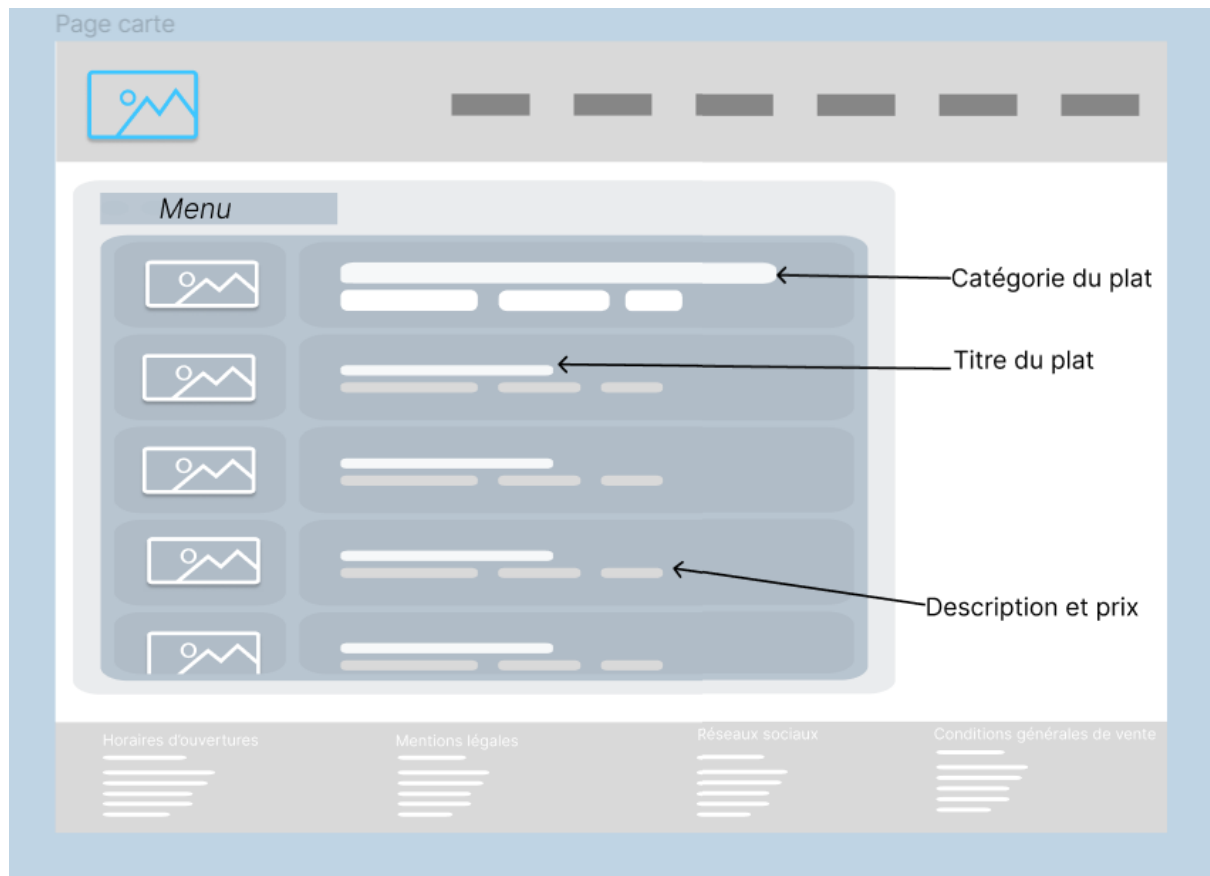 Page carte
Menu
Catégorie du plat
Titre du plat
Description et prix
Horaires d'ouvertures
Mentions légales
Réseaux sociaux
Conditions générales de vente